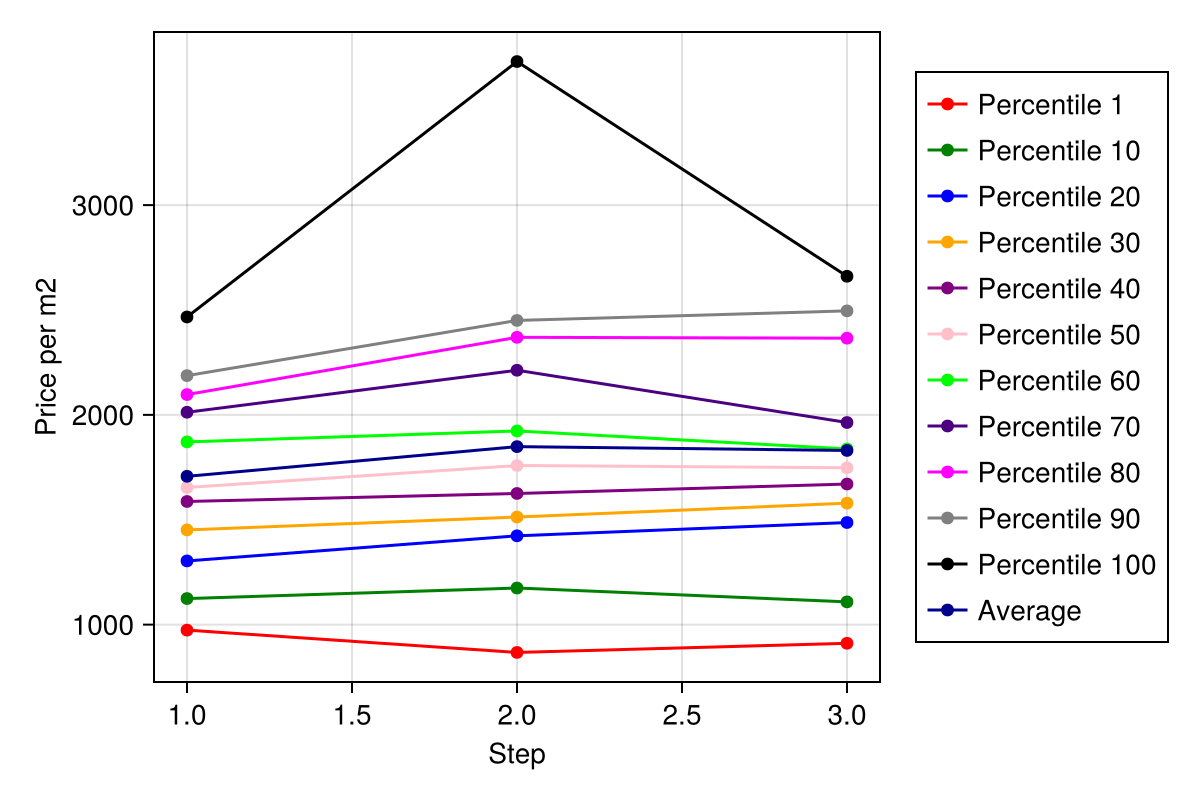 Price per m2
3000
2000
1000
1.0 1.5 2.0 2.5 3.0
Step
Percentile 1
Percentile 10
Percentile 20
Percentile 30
Percentile 40
Percentile 50
Percentile 60
Percentile 70
Percentile 80
Percentile 90
Percentile 100
Average